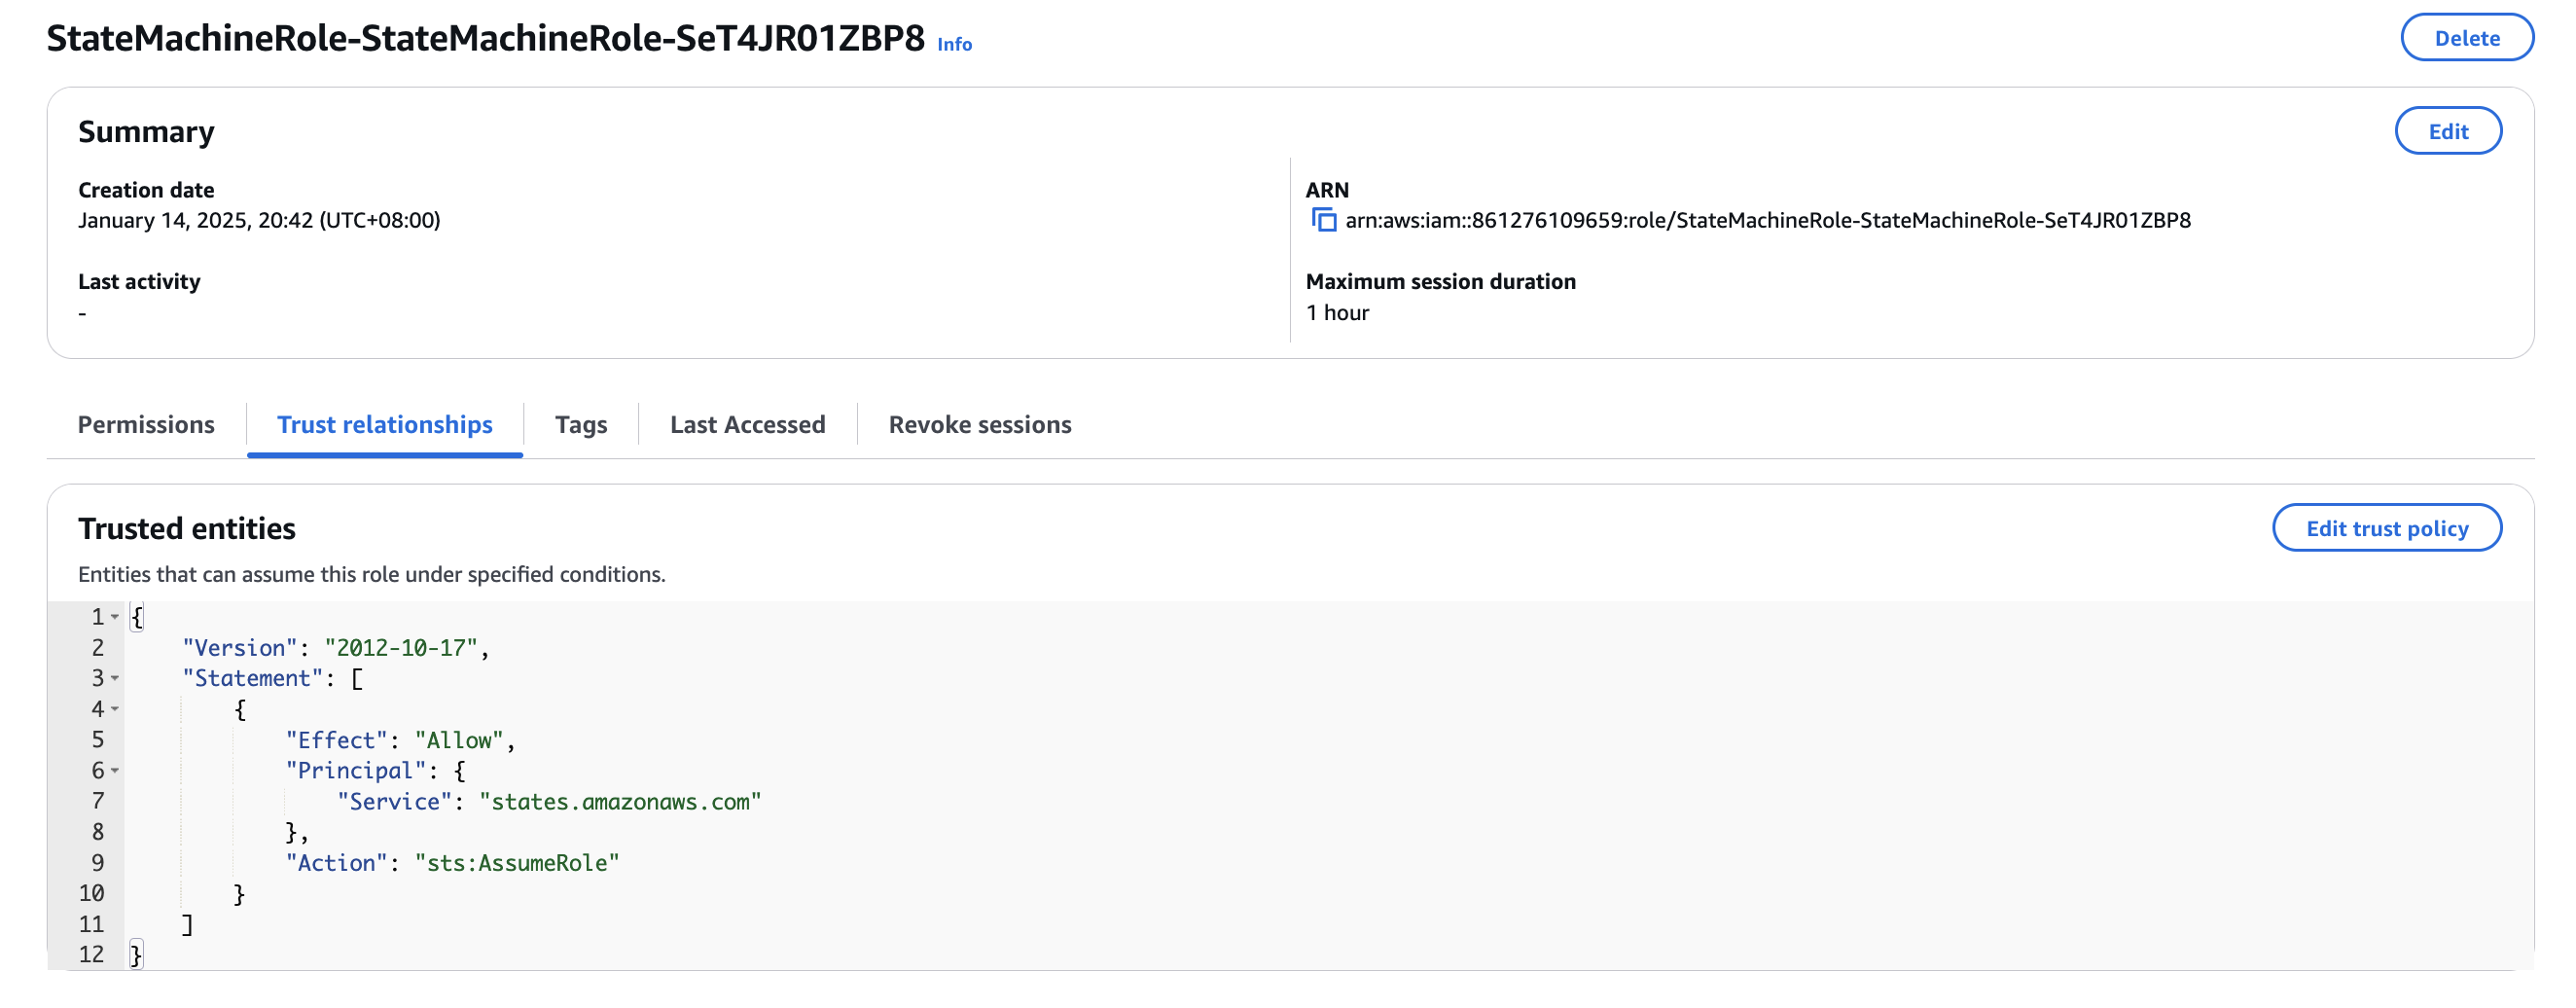 StateMachineRole-StateMachineRole-SeT4JR01ZBP8 Info
Delete
Summary
Edit
Creation date
January 14, 2025, 20:42 (UTC+08:00)
ARN
arn:aws:iam::861276109659:role/StateMachineRole-StateMachineRole-SeT4JR01ZBP8
Last activity
-
Maximum session duration
1 hour
Permissions
Trust relationships
Tags
Last Accessed
Revoke sessions
Trusted entities
Edit trust policy
Entities that can assume this role under specified conditions.
1 {
2     "Version": "2012-10-17",
3     "Statement": [
4         {
5             "Effect": "Allow",
6             "Principal": {
7                 "Service": "states.amazonaws.com"
8             },
9             "Action": "sts:AssumeRole"
10         }
11     ]
12 }